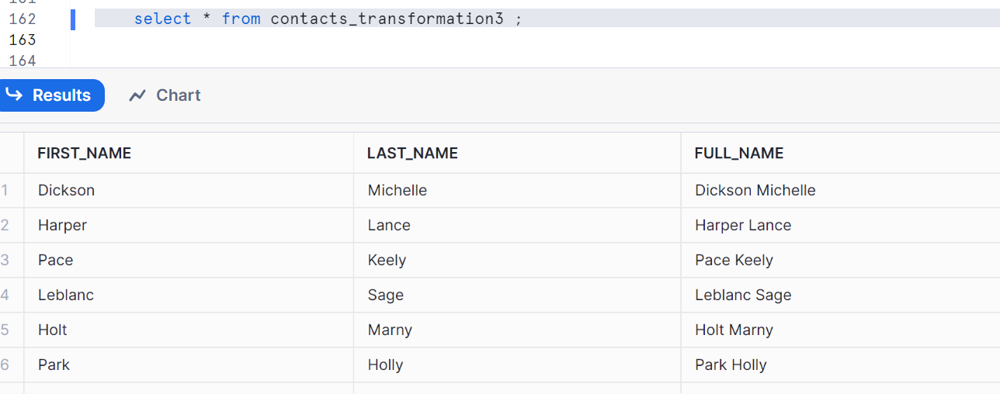 161
162 select * from contacts_transformation3 ;
163
164
Results Chart
FIRST_NAME LAST_NAME FULL_NAME
1 Dickson Michelle Dickson Michelle
2 Harper Lance Harper Lance
3 Pace Keely Pace Keely
4 Leblanc Sage Leblanc Sage
5 Holt Marny Holt Marny
6 Park Holly Park Holly